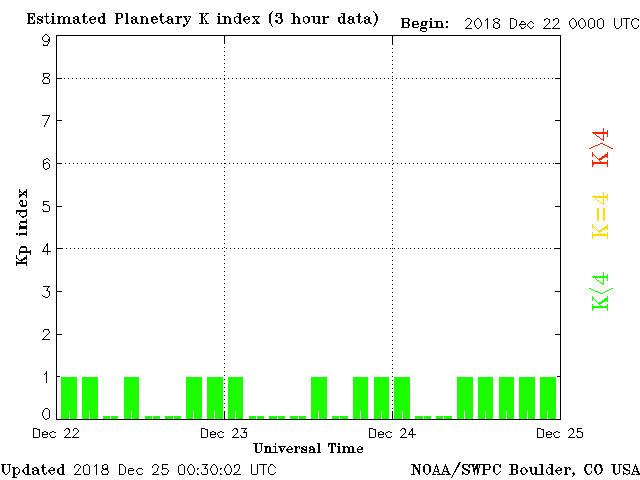 Estimated Planetary K index (3 hour data) Begin: 2018 Dec 22 0000 UTC
9
8
7
6
5
4
3
2
1
0
Kp index
K>4
K=4
K<4
Dec 22 Dec 23 Dec 24 Dec 25
Universal Time
Updated 2018 Dec 25 00:30:02 UTC NOAA/SWPC Boulder, CO USA